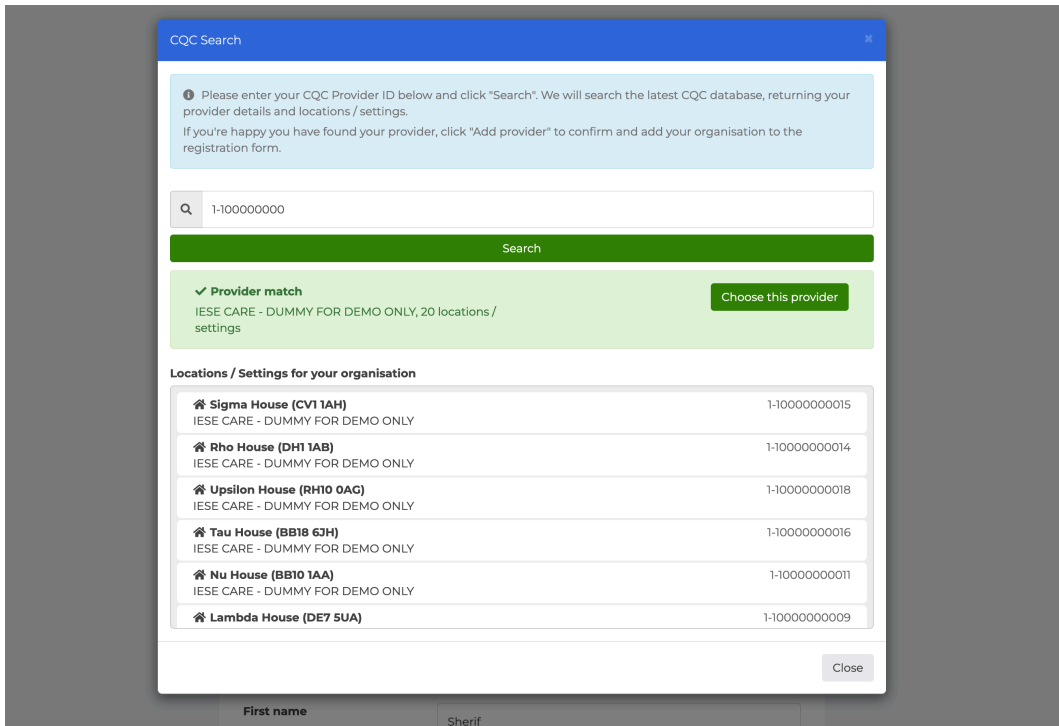 CQC Search
Please enter your CQC Provider ID below and click "Search". We will search the latest CQC database, returning your
provider details and locations / settings.
If you're happy you have found your provider, click "Add provider" to confirm and add your organisation to the
registration form.
1-100000000
Search
Provider match
Choose this provider
IESE CARE - DUMMY FOR DEMO ONLY, 20 locations /
settings
Locations / Settings for your organisation
Sigma House (CV1 1AH) 1-10000000015
IESE CARE - DUMMY FOR DEMO ONLY
Rho House (DH1 1AB) 1-10000000014
IESE CARE - DUMMY FOR DEMO ONLY
Upsilon House (RH10 0AG) 1-10000000018
IESE CARE - DUMMY FOR DEMO ONLY
Tau House (BB18 6JH) 1-10000000016
IESE CARE - DUMMY FOR DEMO ONLY
Nu House (BB10 1AA) 1-10000000011
IESE CARE - DUMMY FOR DEMO ONLY
Lambda House (DE7 5UA) 1-10000000009
Close
First name
Sherif